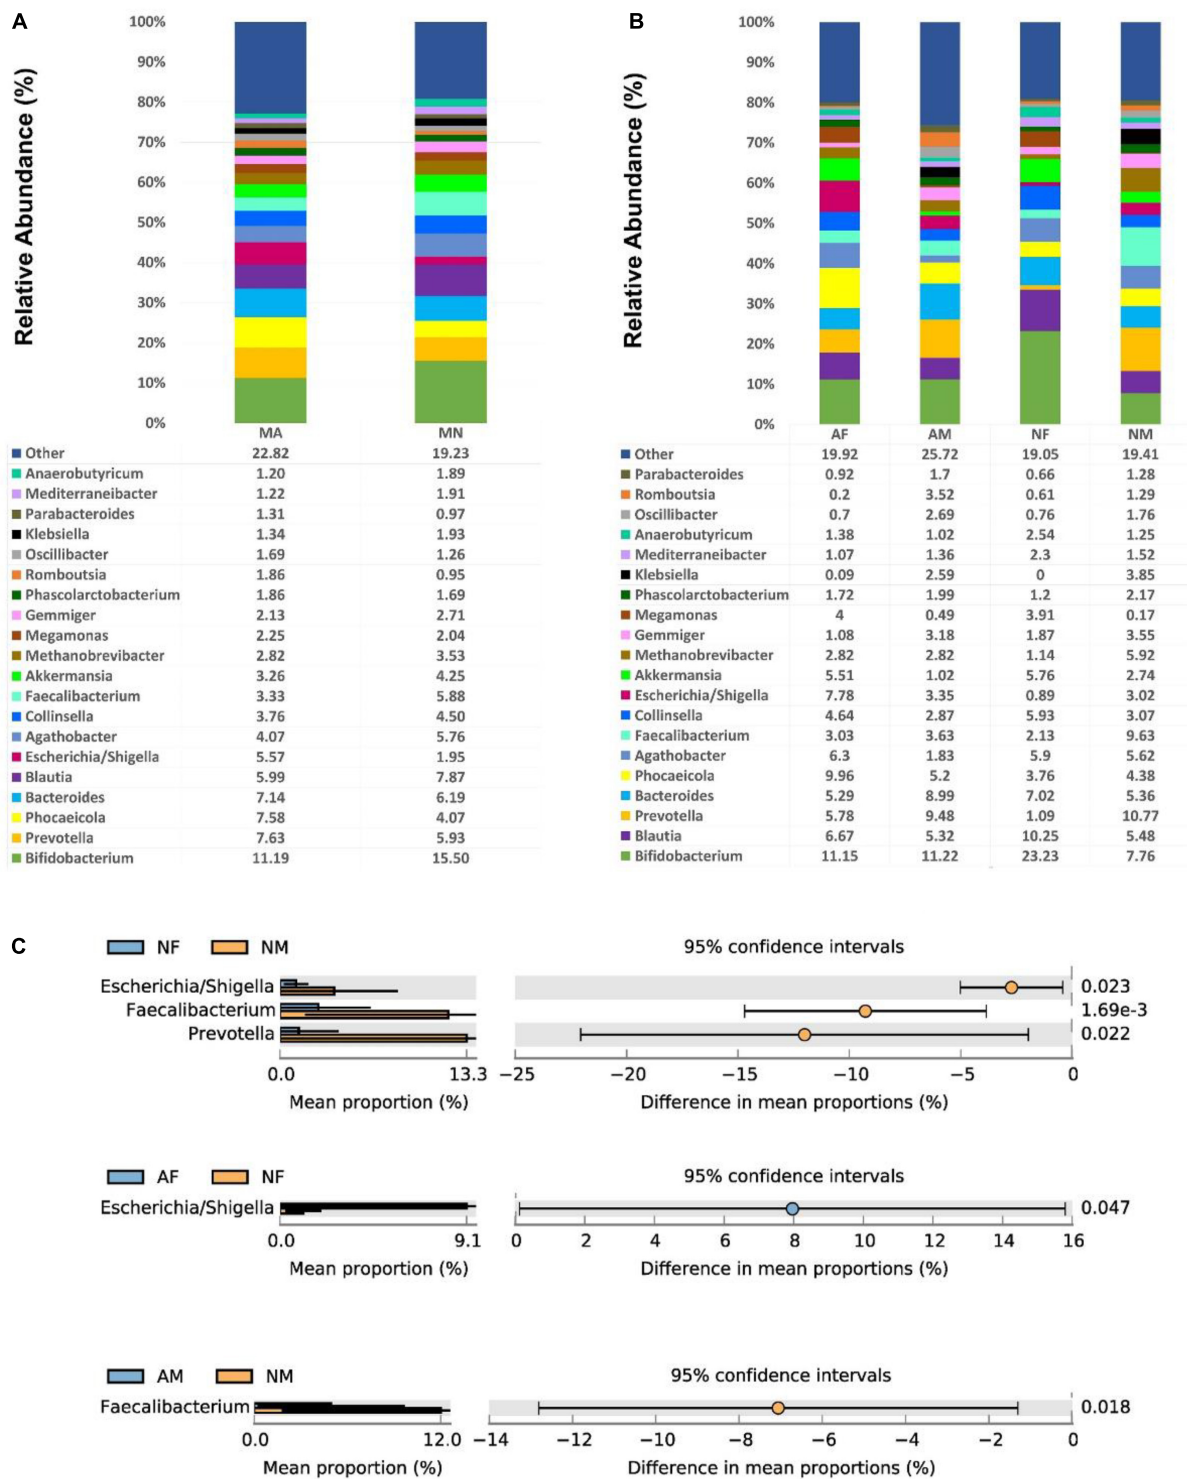 A
Relative Abundance (%)
100%
90%
80%
70%
60%
50%
40%
30%
20%
10%
0%
MA MN
Other 22.82 19.23
Anaerobutyricum 1.20 1.89
Mediterraneibacter 1.22 1.91
Parabacteroides 1.31 0.97
Klebsiella 1.34 1.93
Oscillibacter 1.69 1.26
Romboutsia 1.86 0.95
Phascolarctobacterium 1.86 1.69
Gemmiger 2.13 2.71
Megamonas 2.25 2.04
Methanobrevibacter 2.82 3.53
Akkermansia 3.26 4.25
Faecalibacterium 3.33 5.88
Collinsella 3.76 4.50
Agathobacter 4.07 5.76
Escherichia/Shigella 5.57 1.95
Blautia 5.99 7.87
Bacteroides 7.14 6.19
Phocaeicola 7.58 4.07
Prevotella 7.63 5.93
Bifidobacterium 11.19 15.50
B
Relative Abundance (%)
100%
90%
80%
70%
60%
50%
40%
30%
20%
10%
0%
AF AM NF NM
Other 19.92 25.72 19.05 19.41
Parabacteroides 0.92 1.7 0.66 1.28
Romboutsia 0.2 3.52 0.61 1.29
Oscillibacter 0.7 2.69 0.76 1.76
Anaerobutyricum 1.38 1.02 2.54 1.25
Mediterraneibacter 1.07 1.36 2.3 1.52
Klebsiella 0.09 2.59 0 3.85
Phascolarctobacterium 1.72 1.99 1.2 2.17
Megamonas 4 0.49 3.91 0.17
Gemmiger 1.08 3.18 1.87 3.55
Methanobrevibacter 2.82 2.82 1.14 5.92
Akkermansia 5.51 1.02 5.76 2.74
Escherichia/Shigella 7.78 3.35 0.89 3.02
Collinsella 4.64 2.87 5.93 3.07
Faecalibacterium 3.03 3.63 2.13 9.63
Agathobacter 6.3 1.83 5.9 5.62
Phocaeicola 9.96 5.2 3.76 4.38
Bacteroides 5.29 8.99 7.02 5.36
Prevotella 5.78 9.48 1.09 10.77
Blautia 6.67 5.32 10.25 5.48
Bifidobacterium 11.15 11.22 23.23 7.76
C
NF NM 95% confidence intervals
Escherichia/Shigella 0.023
Faecalibacterium 1.69e-3
Prevotella 0.022
0.0 13.3 −25 −20 −15 −10 −5 0
Mean proportion (%) Difference in mean proportions (%)
AF NF 95% confidence intervals
Escherichia/Shigella 0.047
0.0 9.1 0 2 4 6 8 10 12 14 16
Mean proportion (%) Difference in mean proportions (%)
AM NM 95% confidence intervals
Faecalibacterium 0.018
0.0 12.0 −14 −12 −10 −8 −6 −4 −2 0
Mean proportion (%) Difference in mean proportions (%)